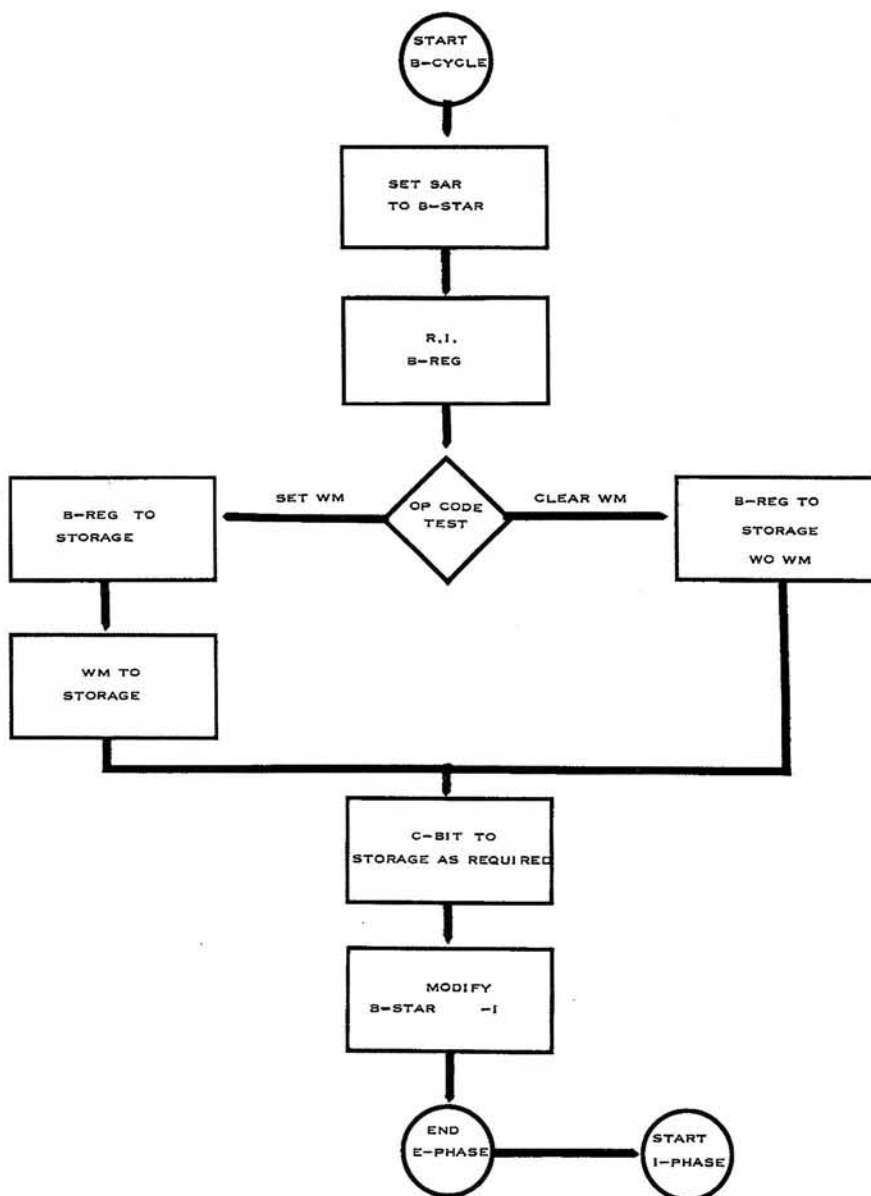 START
B-CYCLE
SET SAR
TO B-STAR
R.I.
B-REG
SET WM
OP CODE
TEST
CLEAR WM
B-REG TO
STORAGE
B-REG TO
STORAGE
WO WM
WM TO
STORAGE
C-BIT TO
STORAGE AS REQUIRED
MODIFY
B-STAR -I
END
E-PHASE
START
I-PHASE